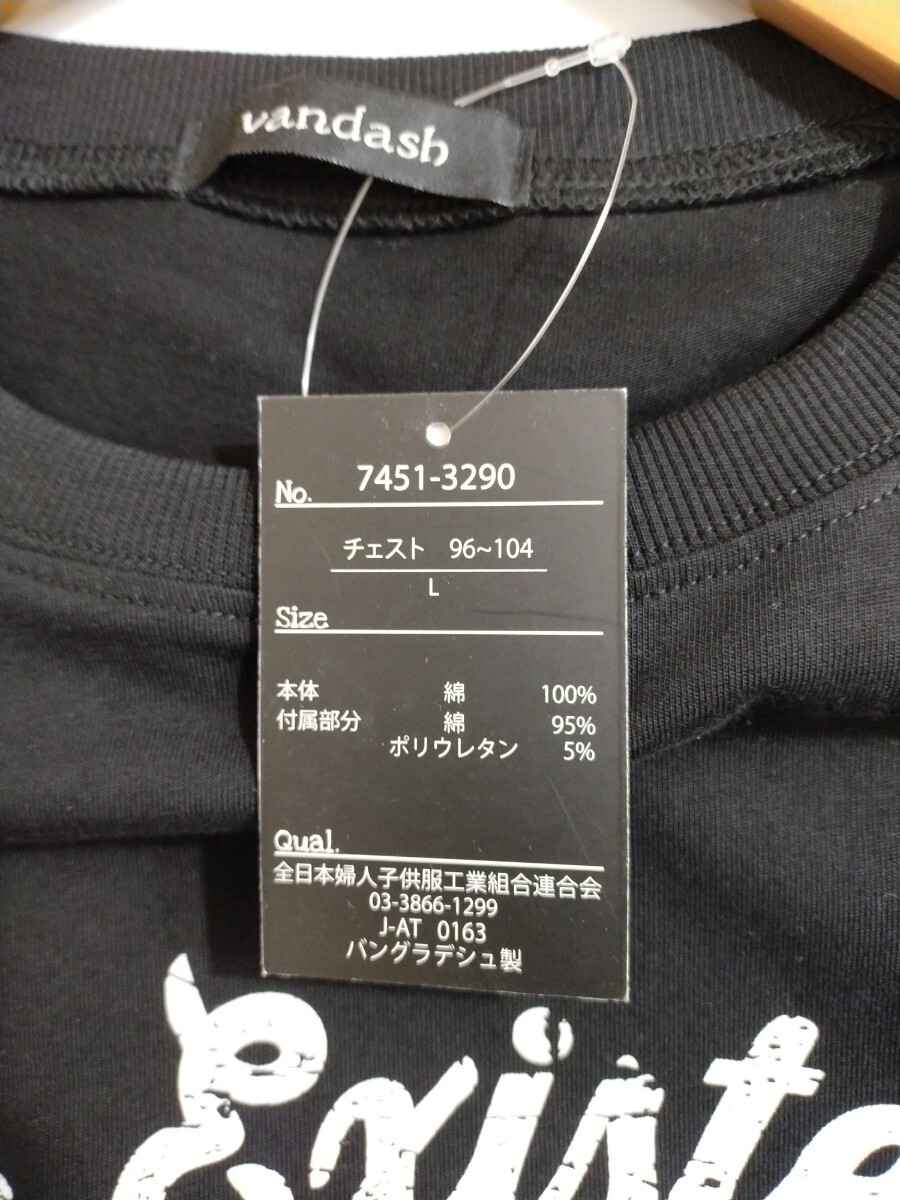 vandash
No. 7451-3290
チェスト 96~104
L
Size
本体 綿 100%
付属部分 綿 95%
ポリウレタン 5%
Qual.
全日本婦人子供服工業組合連合会
03-3866-1299
J-AT 0163
バングラデシュ製
Existe